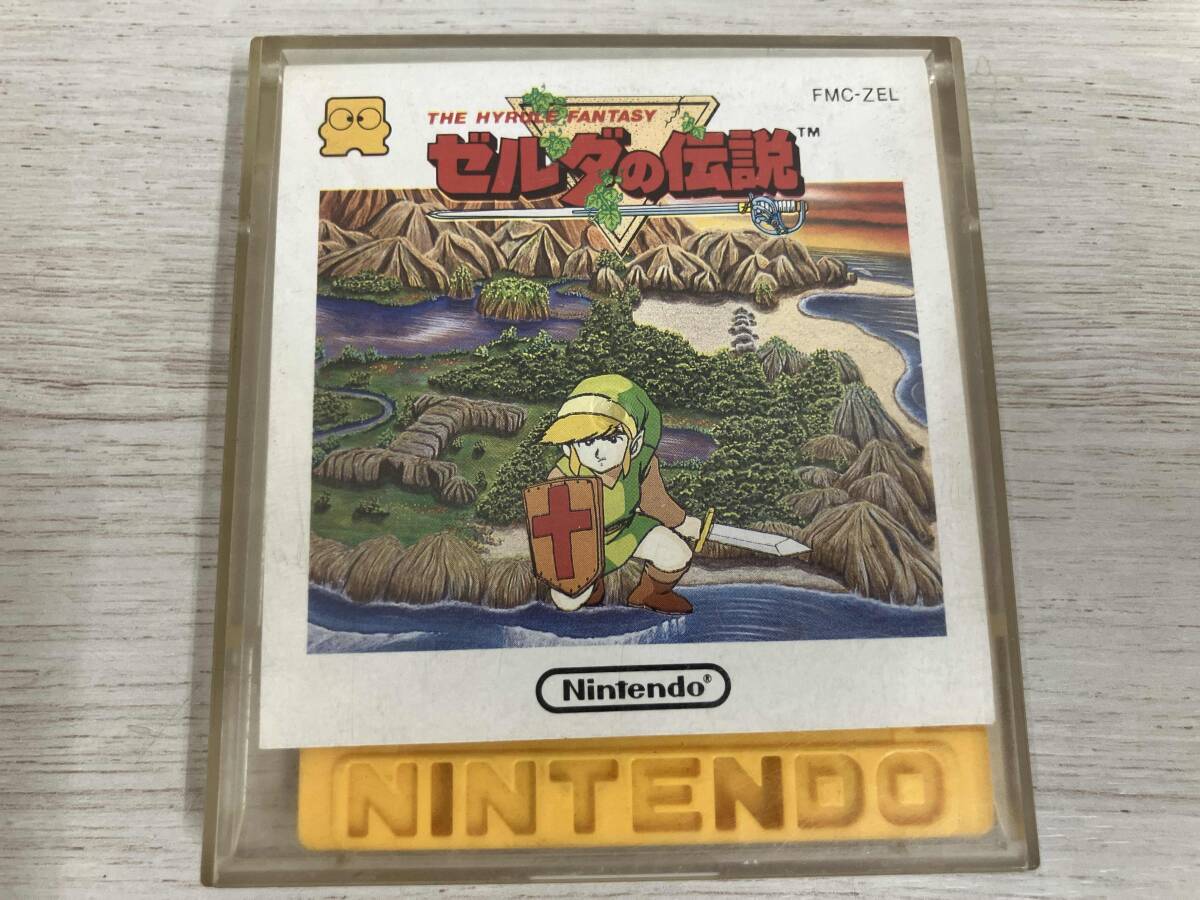 FMC-ZEL
THE HYRULE FANTASY
ゼルダの伝説™
Nintendo®
NINTENDO